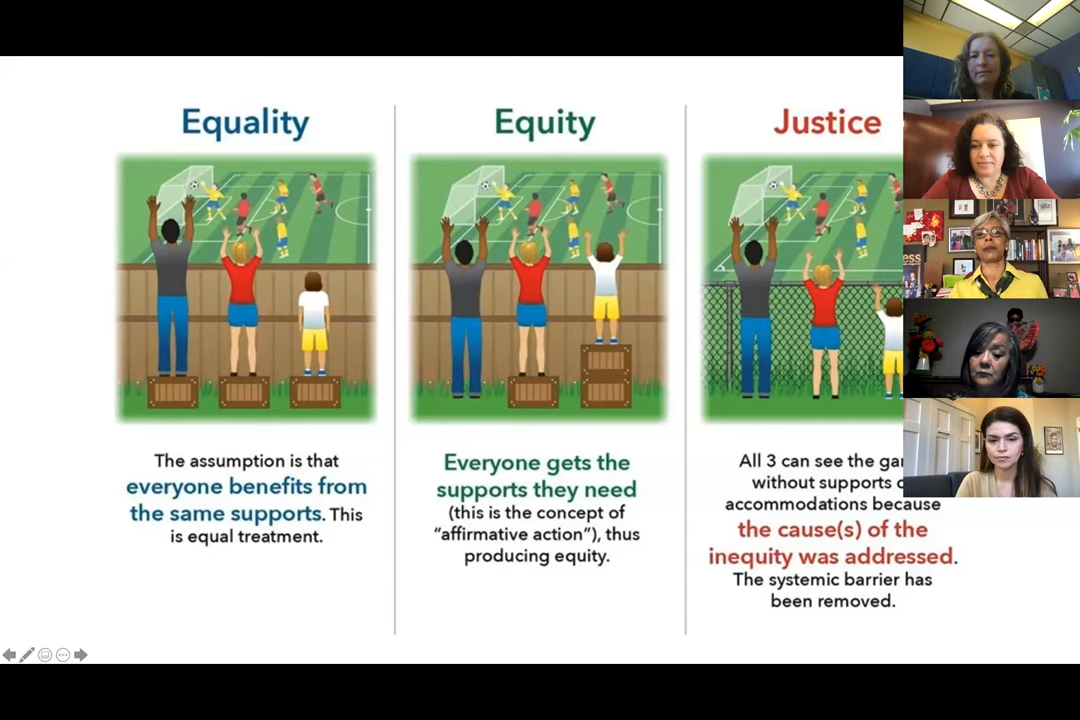 Equality
The assumption is that
everyone benefits from
the same supports. This
is equal treatment.
Equity
Everyone gets the
supports they need
(this is the concept of
“affirmative action”), thus
producing equity.
Justice
All 3 can see the
without supports
accommodations because
the cause(s) of the
inequity was addressed.
The systemic barrier has
been removed.
ess